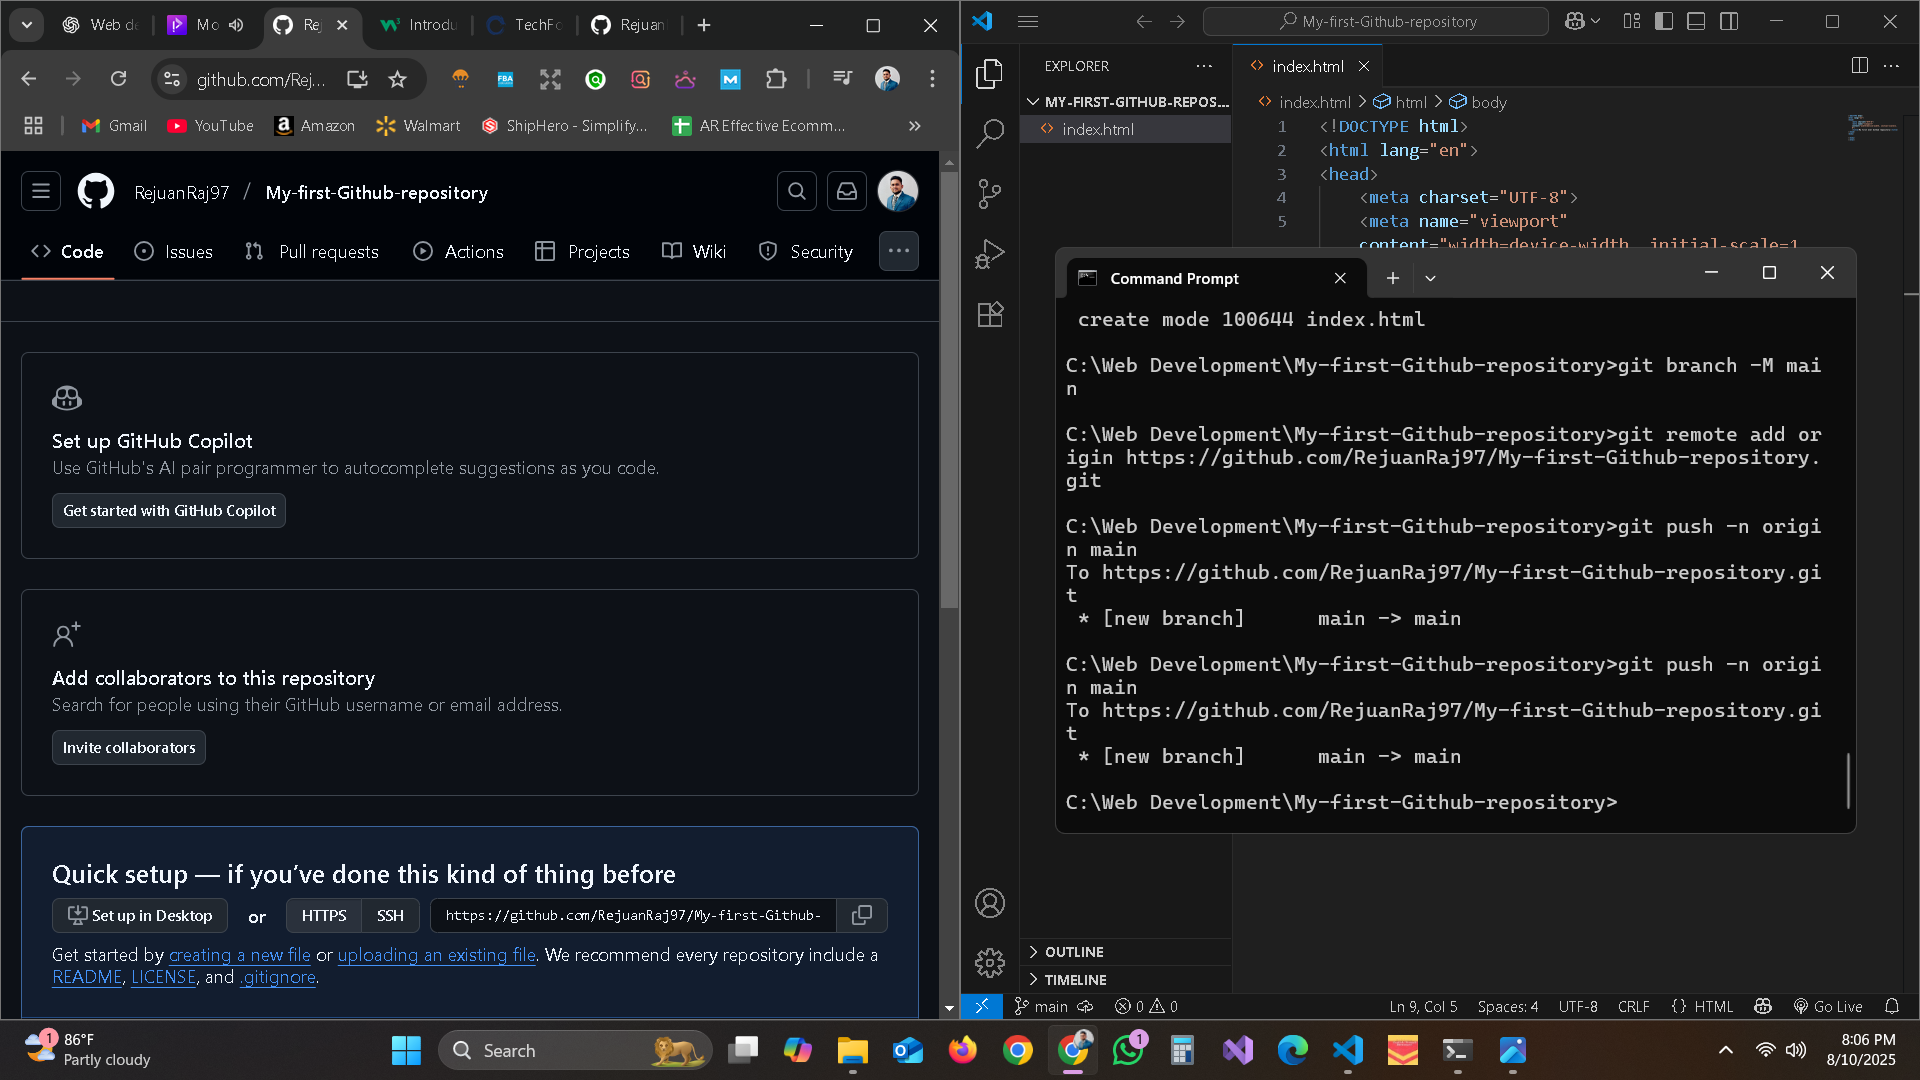 Web de
Mo
Rej
Introdu
TechFo
Rejuan
github.com/Rej...
FBA
M
Gmail
YouTube
Amazon
Walmart
ShipHero - Simplify,...
AR Effective Ecomm...
RejuanRaj97 / My-first-Github-repository
Code
Issues
Pull requests
Actions
Projects
Wiki
Security
Set up GitHub Copilot
Use GitHub's AI pair programmer to autocomplete suggestions as you code.
Get started with GitHub Copilot
Add collaborators to this repository
Search for people using their GitHub username or email address.
Invite collaborators
Quick setup — if you've done this kind of thing before
Set up in Desktop or HTTPS SSH https://github.com/RejuanRaj97/My-first-Github-
Get started by creating a new file or uploading an existing file. We recommend every repository include a
README, LICENSE, and .gitignore.
My-first-Github-repository
EXPLORER
MY-FIRST-GITHUB-REPOS...
index.html
index.html
index.html > html > body
1 <!DOCTYPE html>
2 <html lang="en">
3 <head>
4 <meta charset="UTF-8">
5 <meta name="viewport"
content="width=device-width, initial-scale=1
Command Prompt
create mode 100644 index.html
C:\Web Development\My-first-Github-repository>git branch -M mai
n
C:\Web Development\My-first-Github-repository>git remote add or
igin https://github.com/RejuanRaj97/My-first-Github-repository.
git
C:\Web Development\My-first-Github-repository>git push -n origi
n main
To https://github.com/RejuanRaj97/My-first-Github-repository.gi
t
* [new branch] main -> main
C:\Web Development\My-first-Github-repository>git push -n origi
n main
To https://github.com/RejuanRaj97/My-first-Github-repository.gi
t
* [new branch] main -> main
C:\Web Development\My-first-Github-repository>
OUTLINE
TIMELINE
main
0 0
Ln 9, Col 5
Spaces: 4
UTF-8
CRLF
{} HTML
Go Live
1
86°F
Partly cloudy
Search
1
8:06 PM
8/10/2025